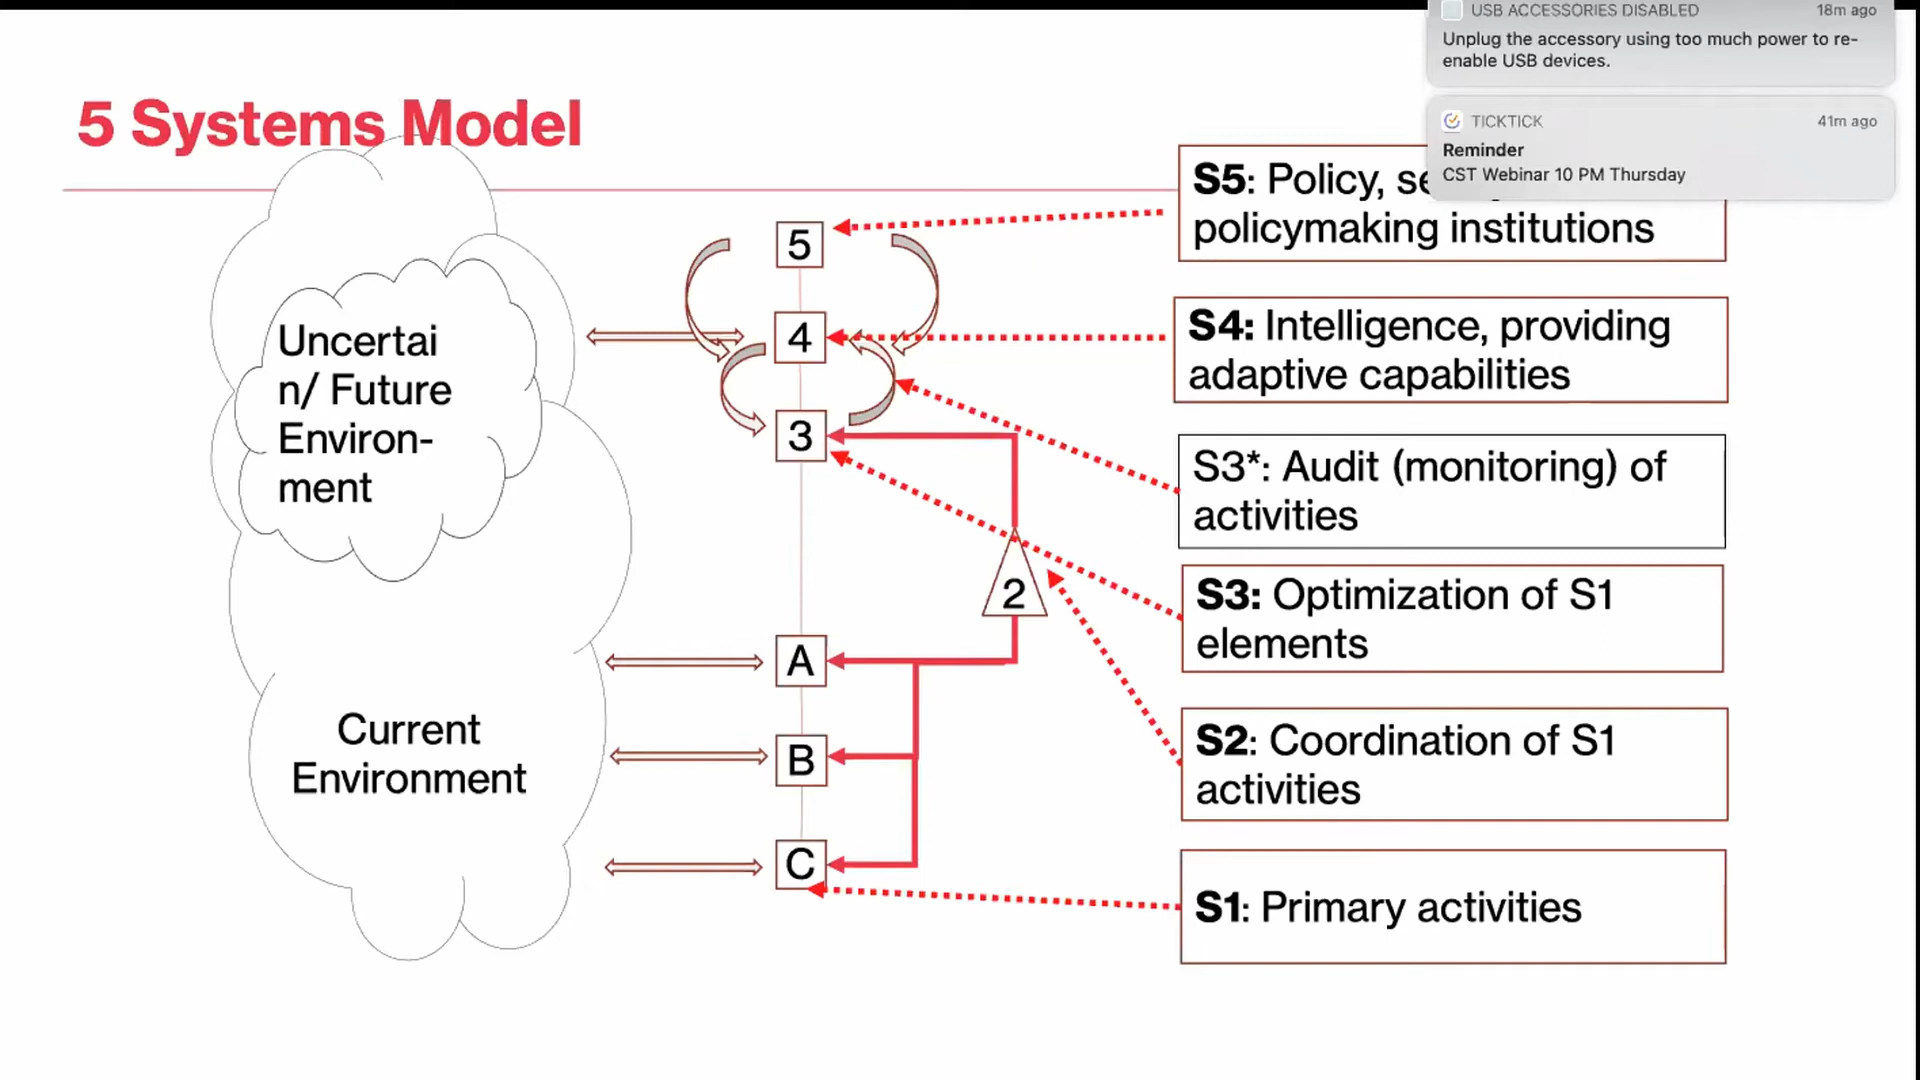 USB ACCESSORIES DISABLED 18m ago
Unplug the accessory using too much power to re-
enable USB devices.
TICKTICK 41m ago
Reminder
CST Webinar 10 PM Thursday
5 Systems Model
S5: Policy,
policymaking institutions
5
S4: Intelligence, providing
adaptive capabilities
4
Uncertai
n/ Future
Environ-
ment
3
S3*: Audit (monitoring) of
activities
2
S3: Optimization of S1
elements
A
S2: Coordination of S1
activities
B
Current
Environment
C
S1: Primary activities